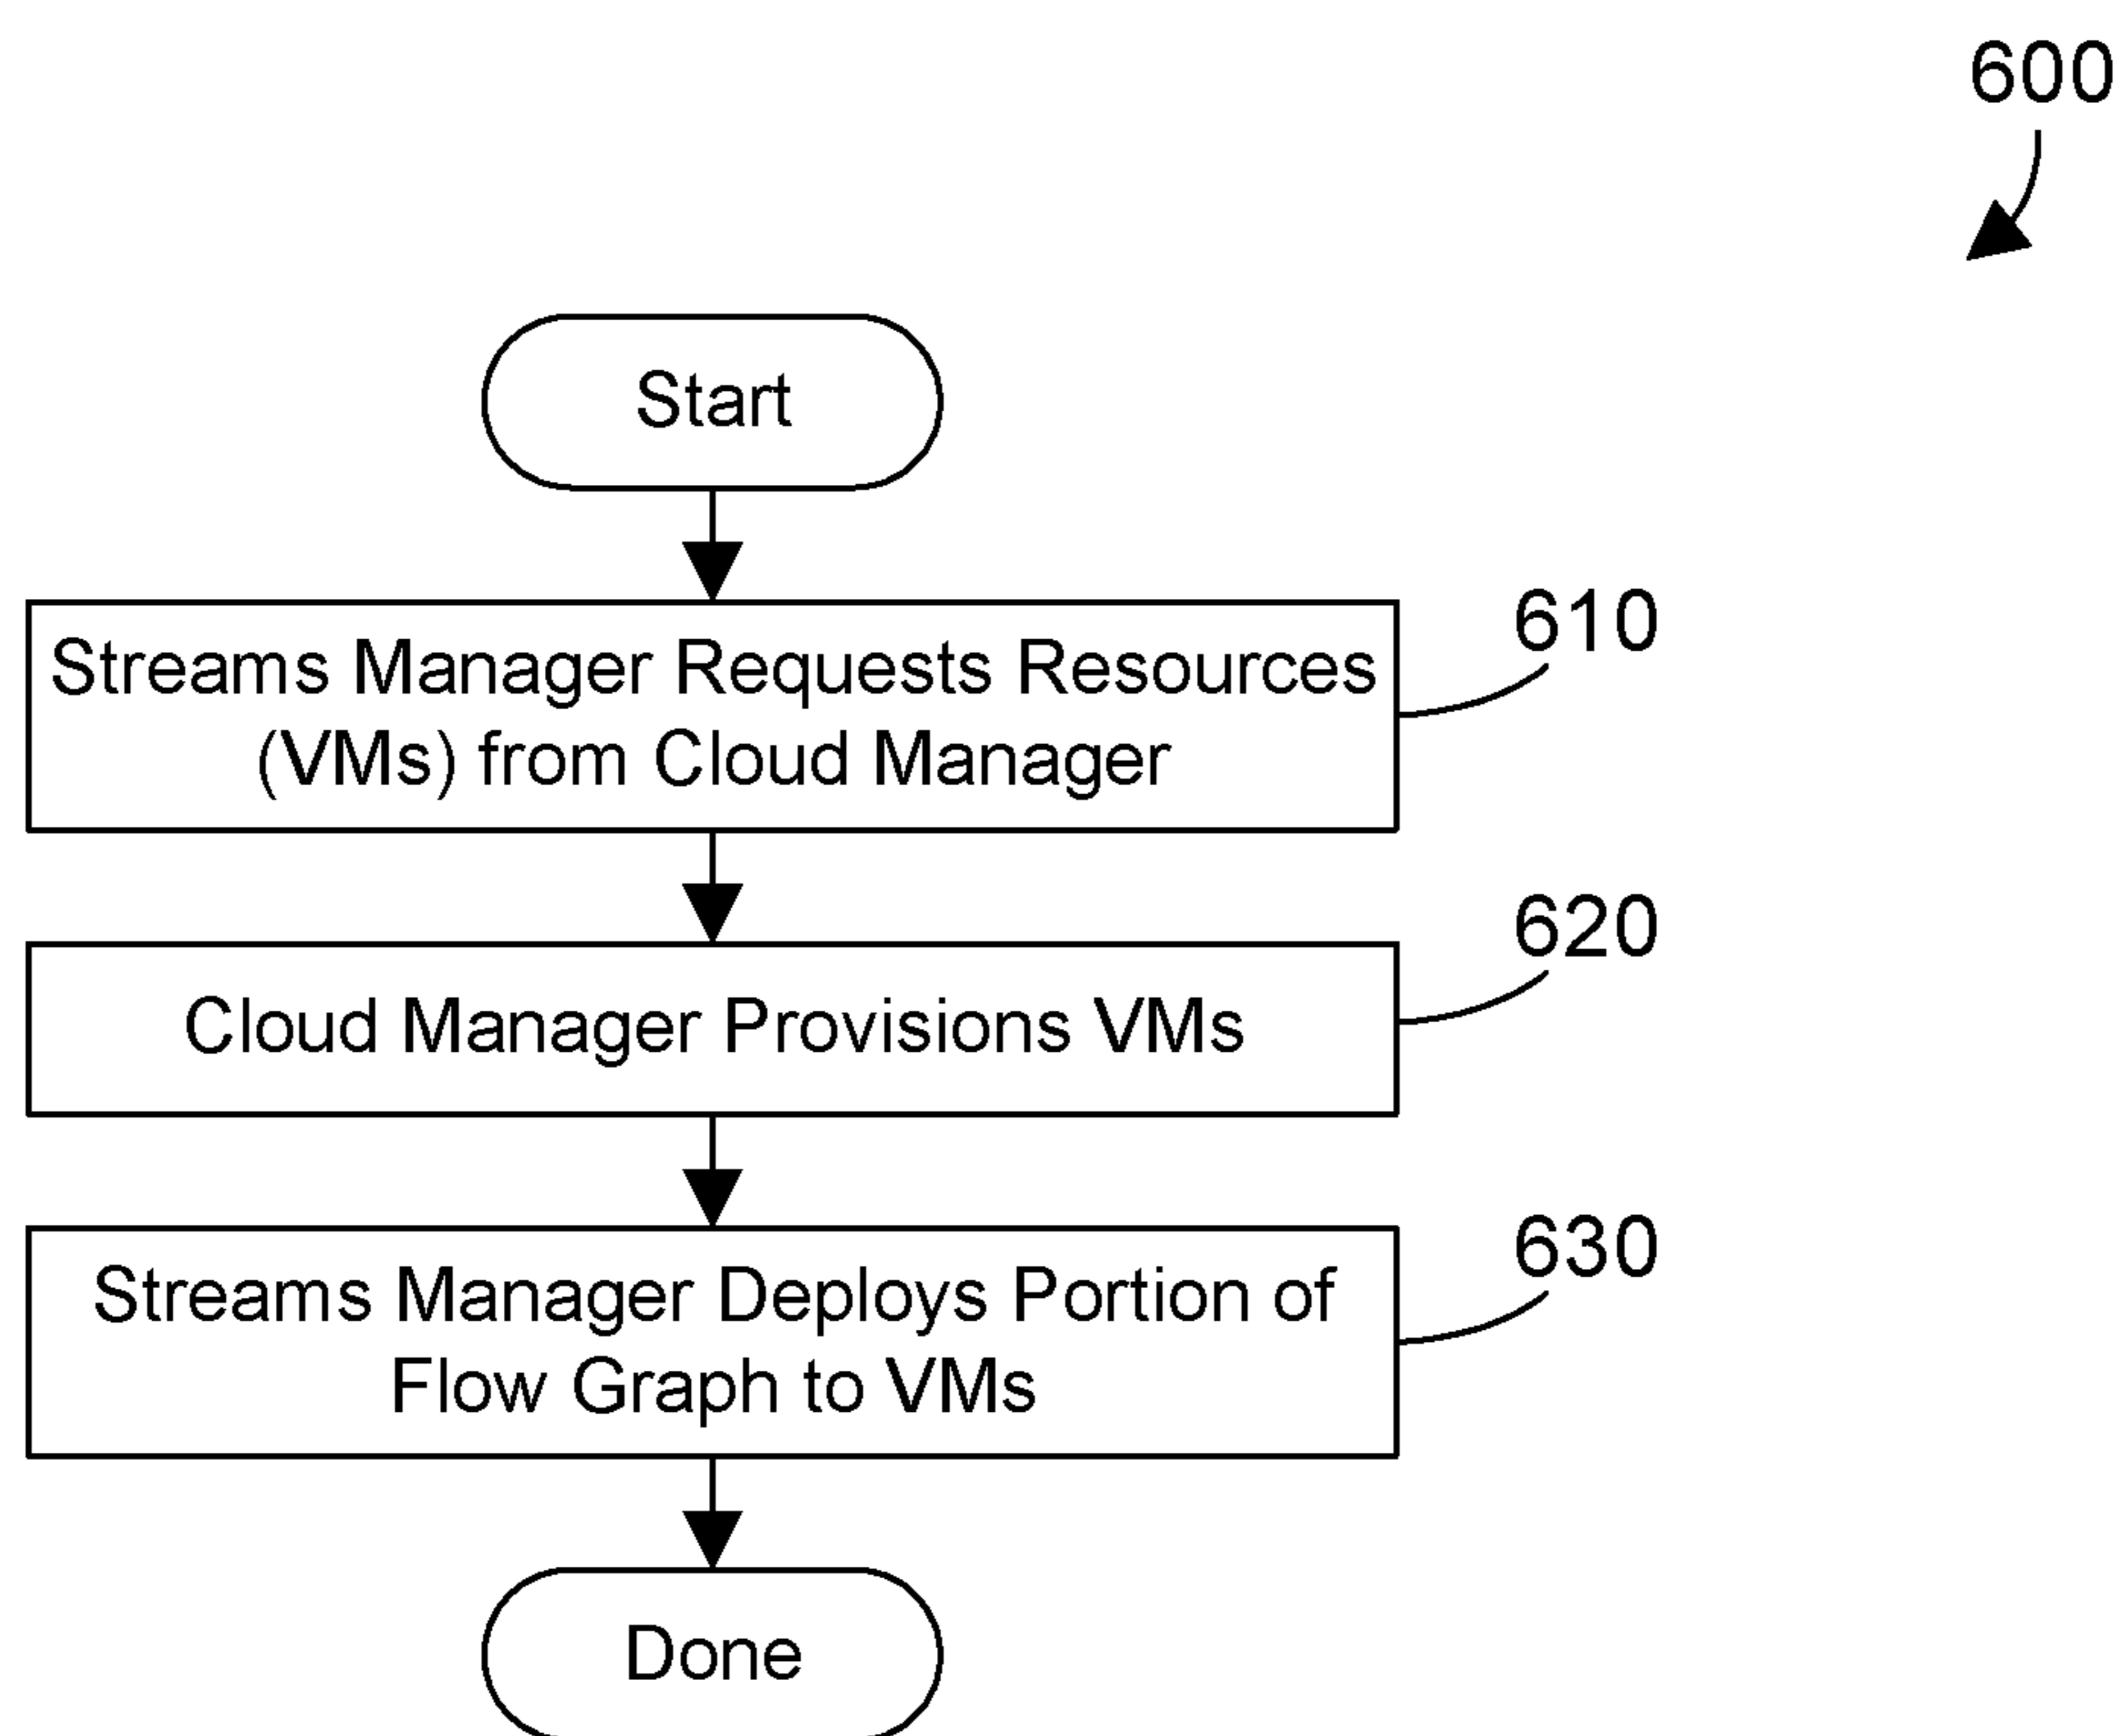 600
Start
Streams Manager Requests Resources
(VMs) from Cloud Manager
610
Cloud Manager Provisions VMs
620
Streams Manager Deploys Portion of
Flow Graph to VMs
630
Done